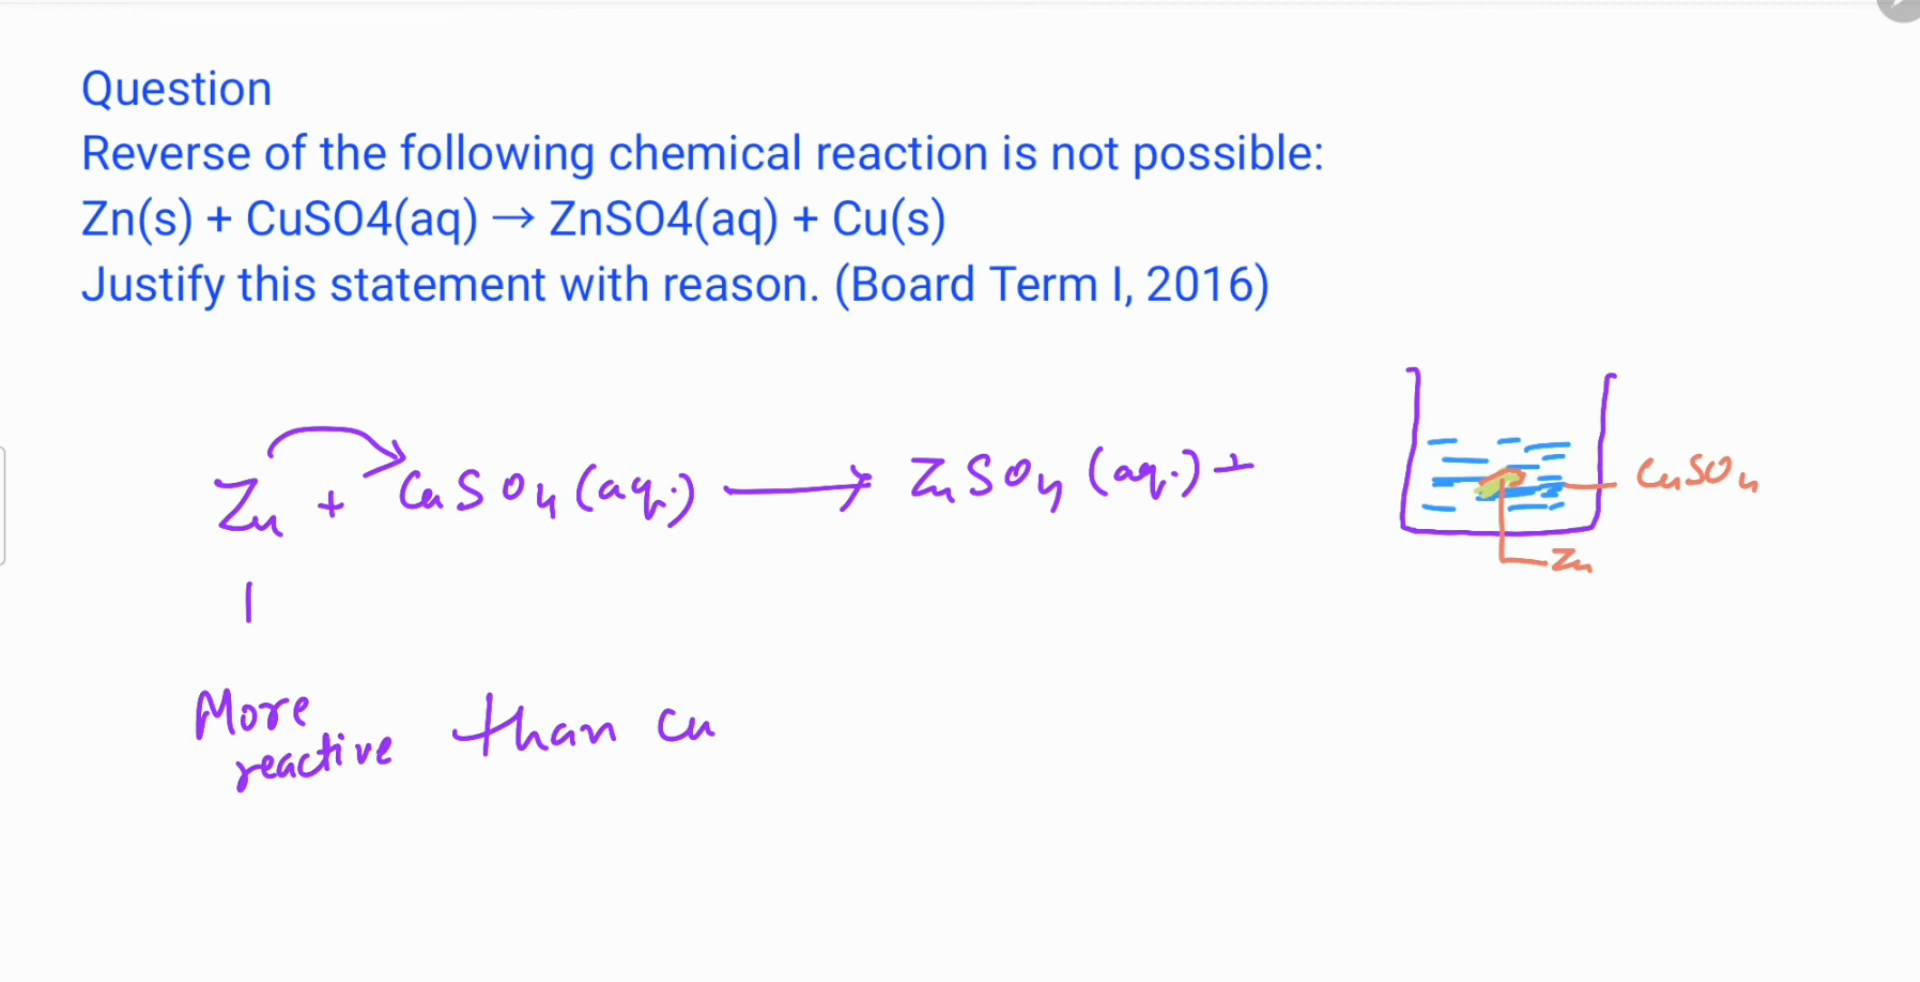 Question
Reverse of the following chemical reaction is not possible:
Zn(s) + CuSO4(aq) → ZnSO4(aq) + Cu(s)
Justify this statement with reason. (Board Term I, 2016)
Zn + CuSO4 (aq.) → ZnSO4 (aq.) +
CuSO4
Zn
More
reactive than Cu